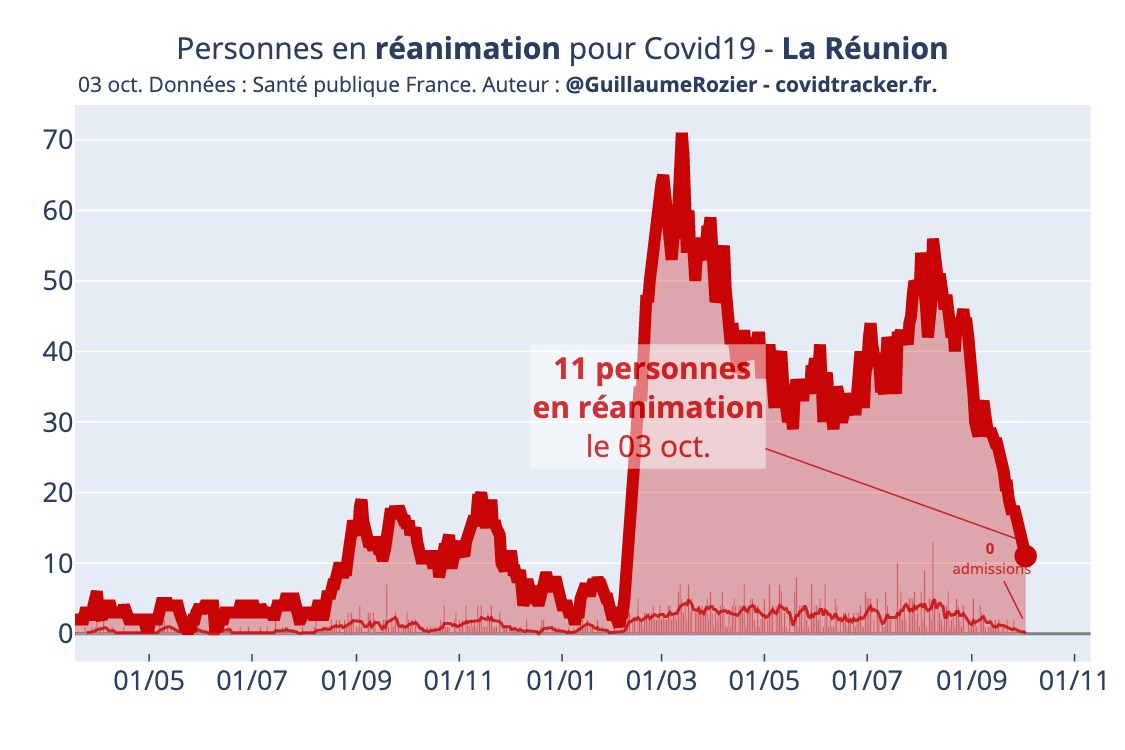 Personnes en réanimation pour Covid19 - La Réunion
03 oct. Données : Santé publique France. Auteur : @GuillaumeRozier - covidtracker.fr.
70
60
50
40
30
20
10
0
11 personnes
en réanimation
le 03 oct.
0
admissions
01/05 01/07 01/09 01/11 01/01 01/03 01/05 01/07 01/09 01/11